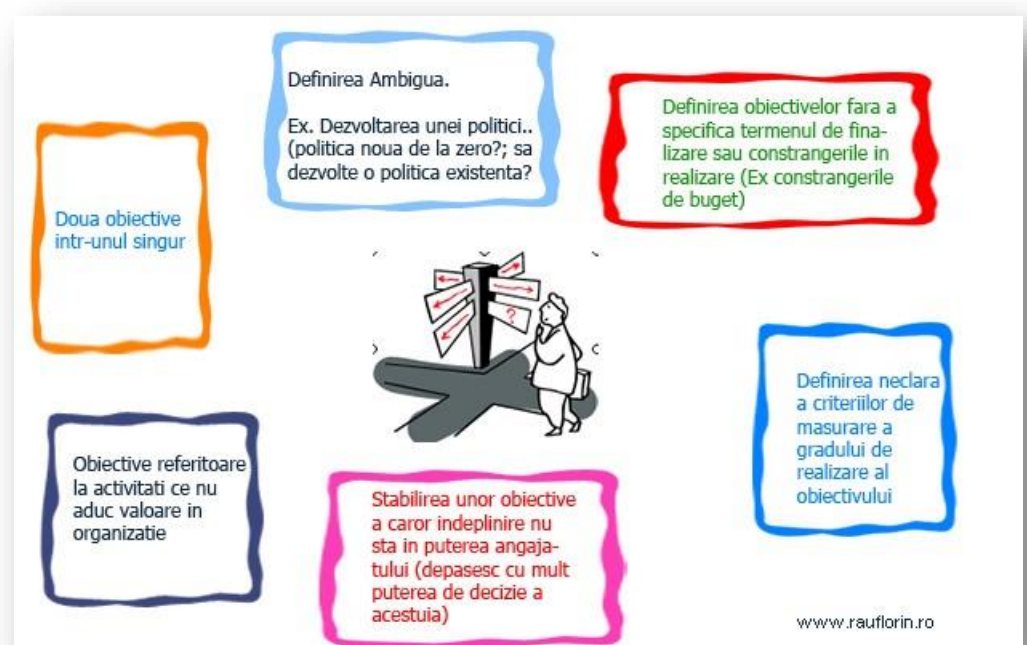 Definirea Ambigua.
Ex. Dezvoltarea unei politici..
(politica noua de la zero?; sa
dezvolte o politica existenta?
Definirea obiectivelor fara a
specifica termenul de fina-
lizare sau constrangerile in
realizare (Ex constrangerile
de buget)
Doua obiective
intr-unul singur
?
Definirea neclara
a criteriilor de
masurare a
gradului de
realizare al
obiectivului
Obiective referitoare
la activitati ce nu
aduc valoare in
organizatie
Stabilirea unor obiective
a caror indeplinire nu
sta in puterea angaja-
tului (depasesc cu mult
puterea de decizie a
acestuia)
www.rauflorin.ro